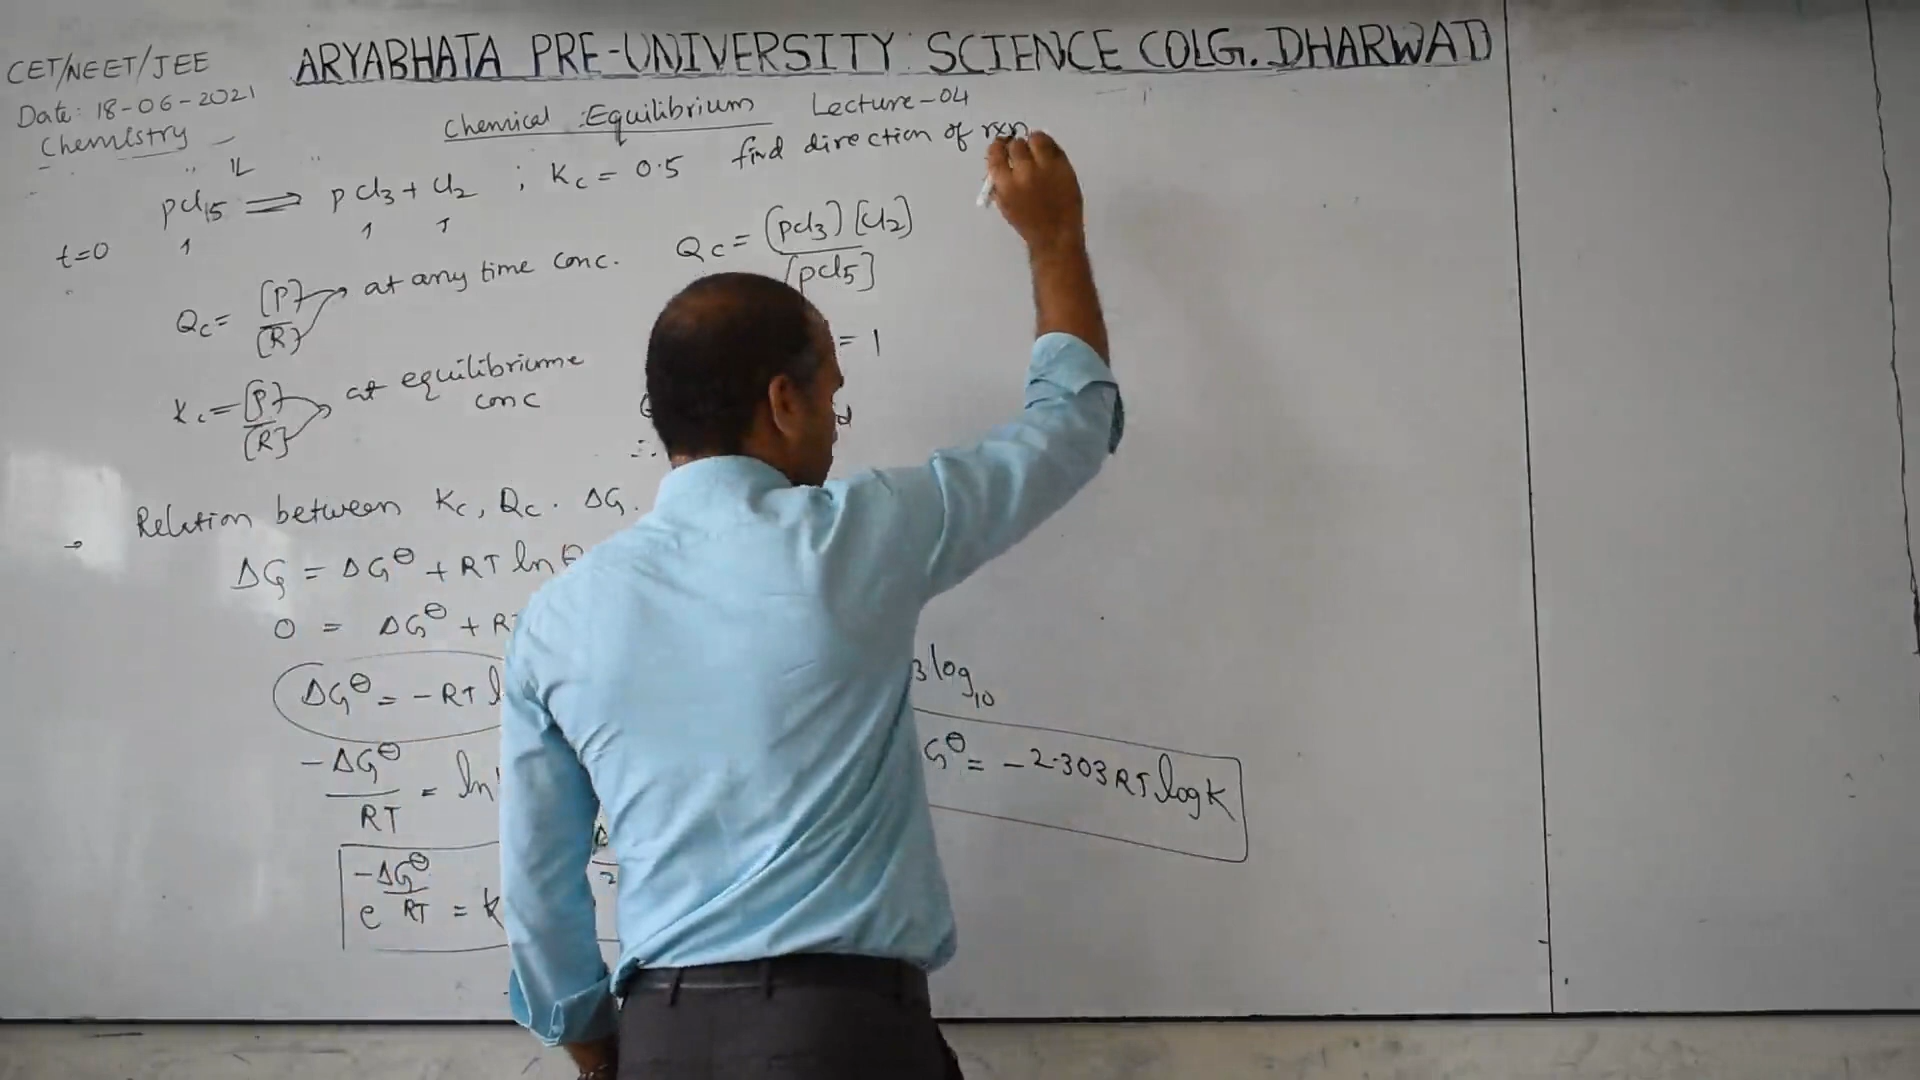 CET/NEET/JEE
ARYABHATA PRE-UNIVERSITY SCIENCE COLG. DHARWAD
Date: 18-06-2021
Chemistry
Chemical Equilibrium Lecture-04
1L
pcl5 ⇌ pcl3 + Cl2 ; Kc = 0.5 find direction of rxn
t=0 1 1 1
Qc = [P]/[R] → at any time conc.
Qc = [pcl3][Cl2]/[pcl5]
= 1
Kc = [P]/[R] → at equilibriume conc
∴
→ Relation between Kc, Qc. ΔG.
ΔG = ΔG⊖ + RT ln
0 = ΔG⊖ + R
ΔG⊖ = -RT l
3 log10
-ΔG⊖/RT = ln
G⊖ = -2.303 RT log K
e -ΔG⊖/RT = k